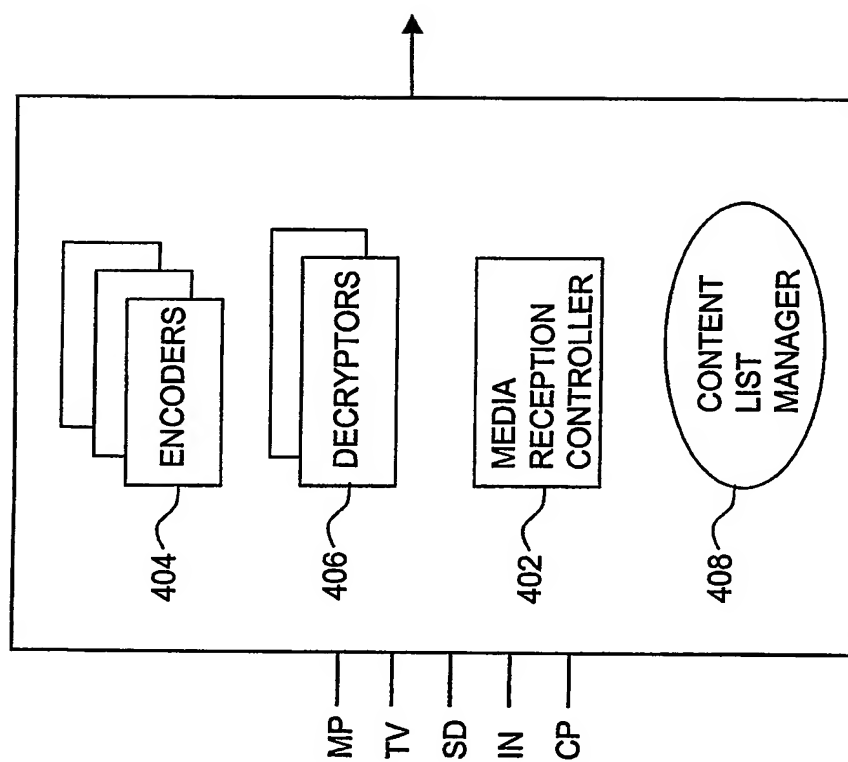 ENCODERS
404
DECRYPTORS
406
MEDIA
RECEPTION
CONTROLLER
402
CONTENT
LIST
MANAGER
408
MP
TV
SD
IN
CP